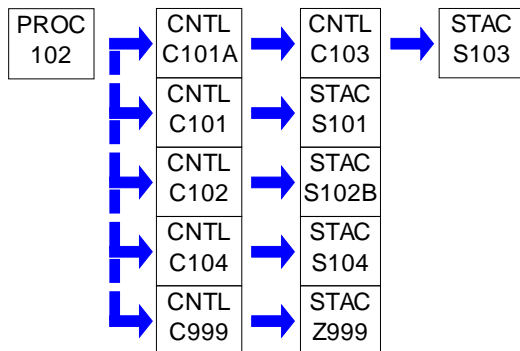 PROC
102
CNTL
C101A
CNTL
C103
STAC
S103
CNTL
C101
STAC
S101
CNTL
C102
STAC
S102B
CNTL
C104
STAC
S104
CNTL
C999
STAC
Z999